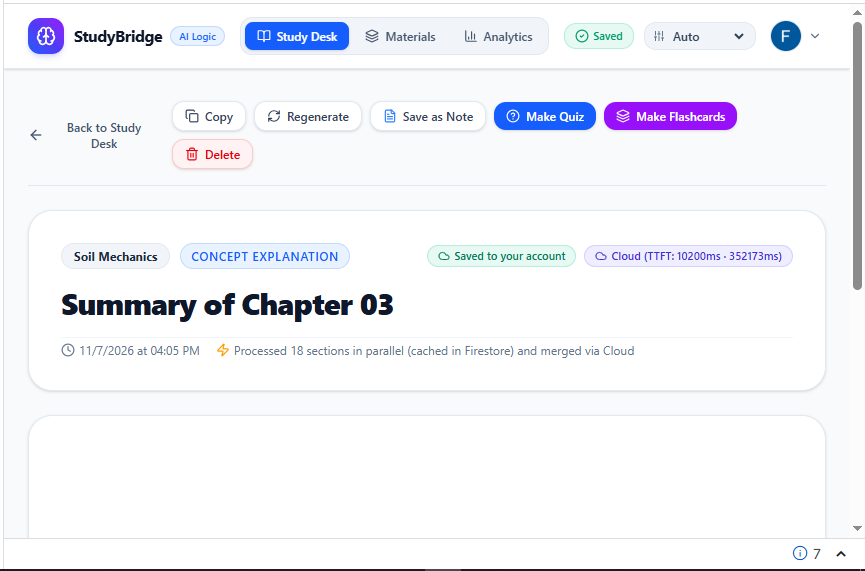 StudyBridge AI Logic Study Desk Materials Analytics Saved Auto F
Back to Study Desk
Copy Regenerate Save as Note Make Quiz Make Flashcards
Delete
Soil Mechanics CONCEPT EXPLANATION Saved to your account Cloud (TTFT: 10200ms · 352173ms)
Summary of Chapter 03
11/7/2026 at 04:05 PM Processed 18 sections in parallel (cached in Firestore) and merged via Cloud
7